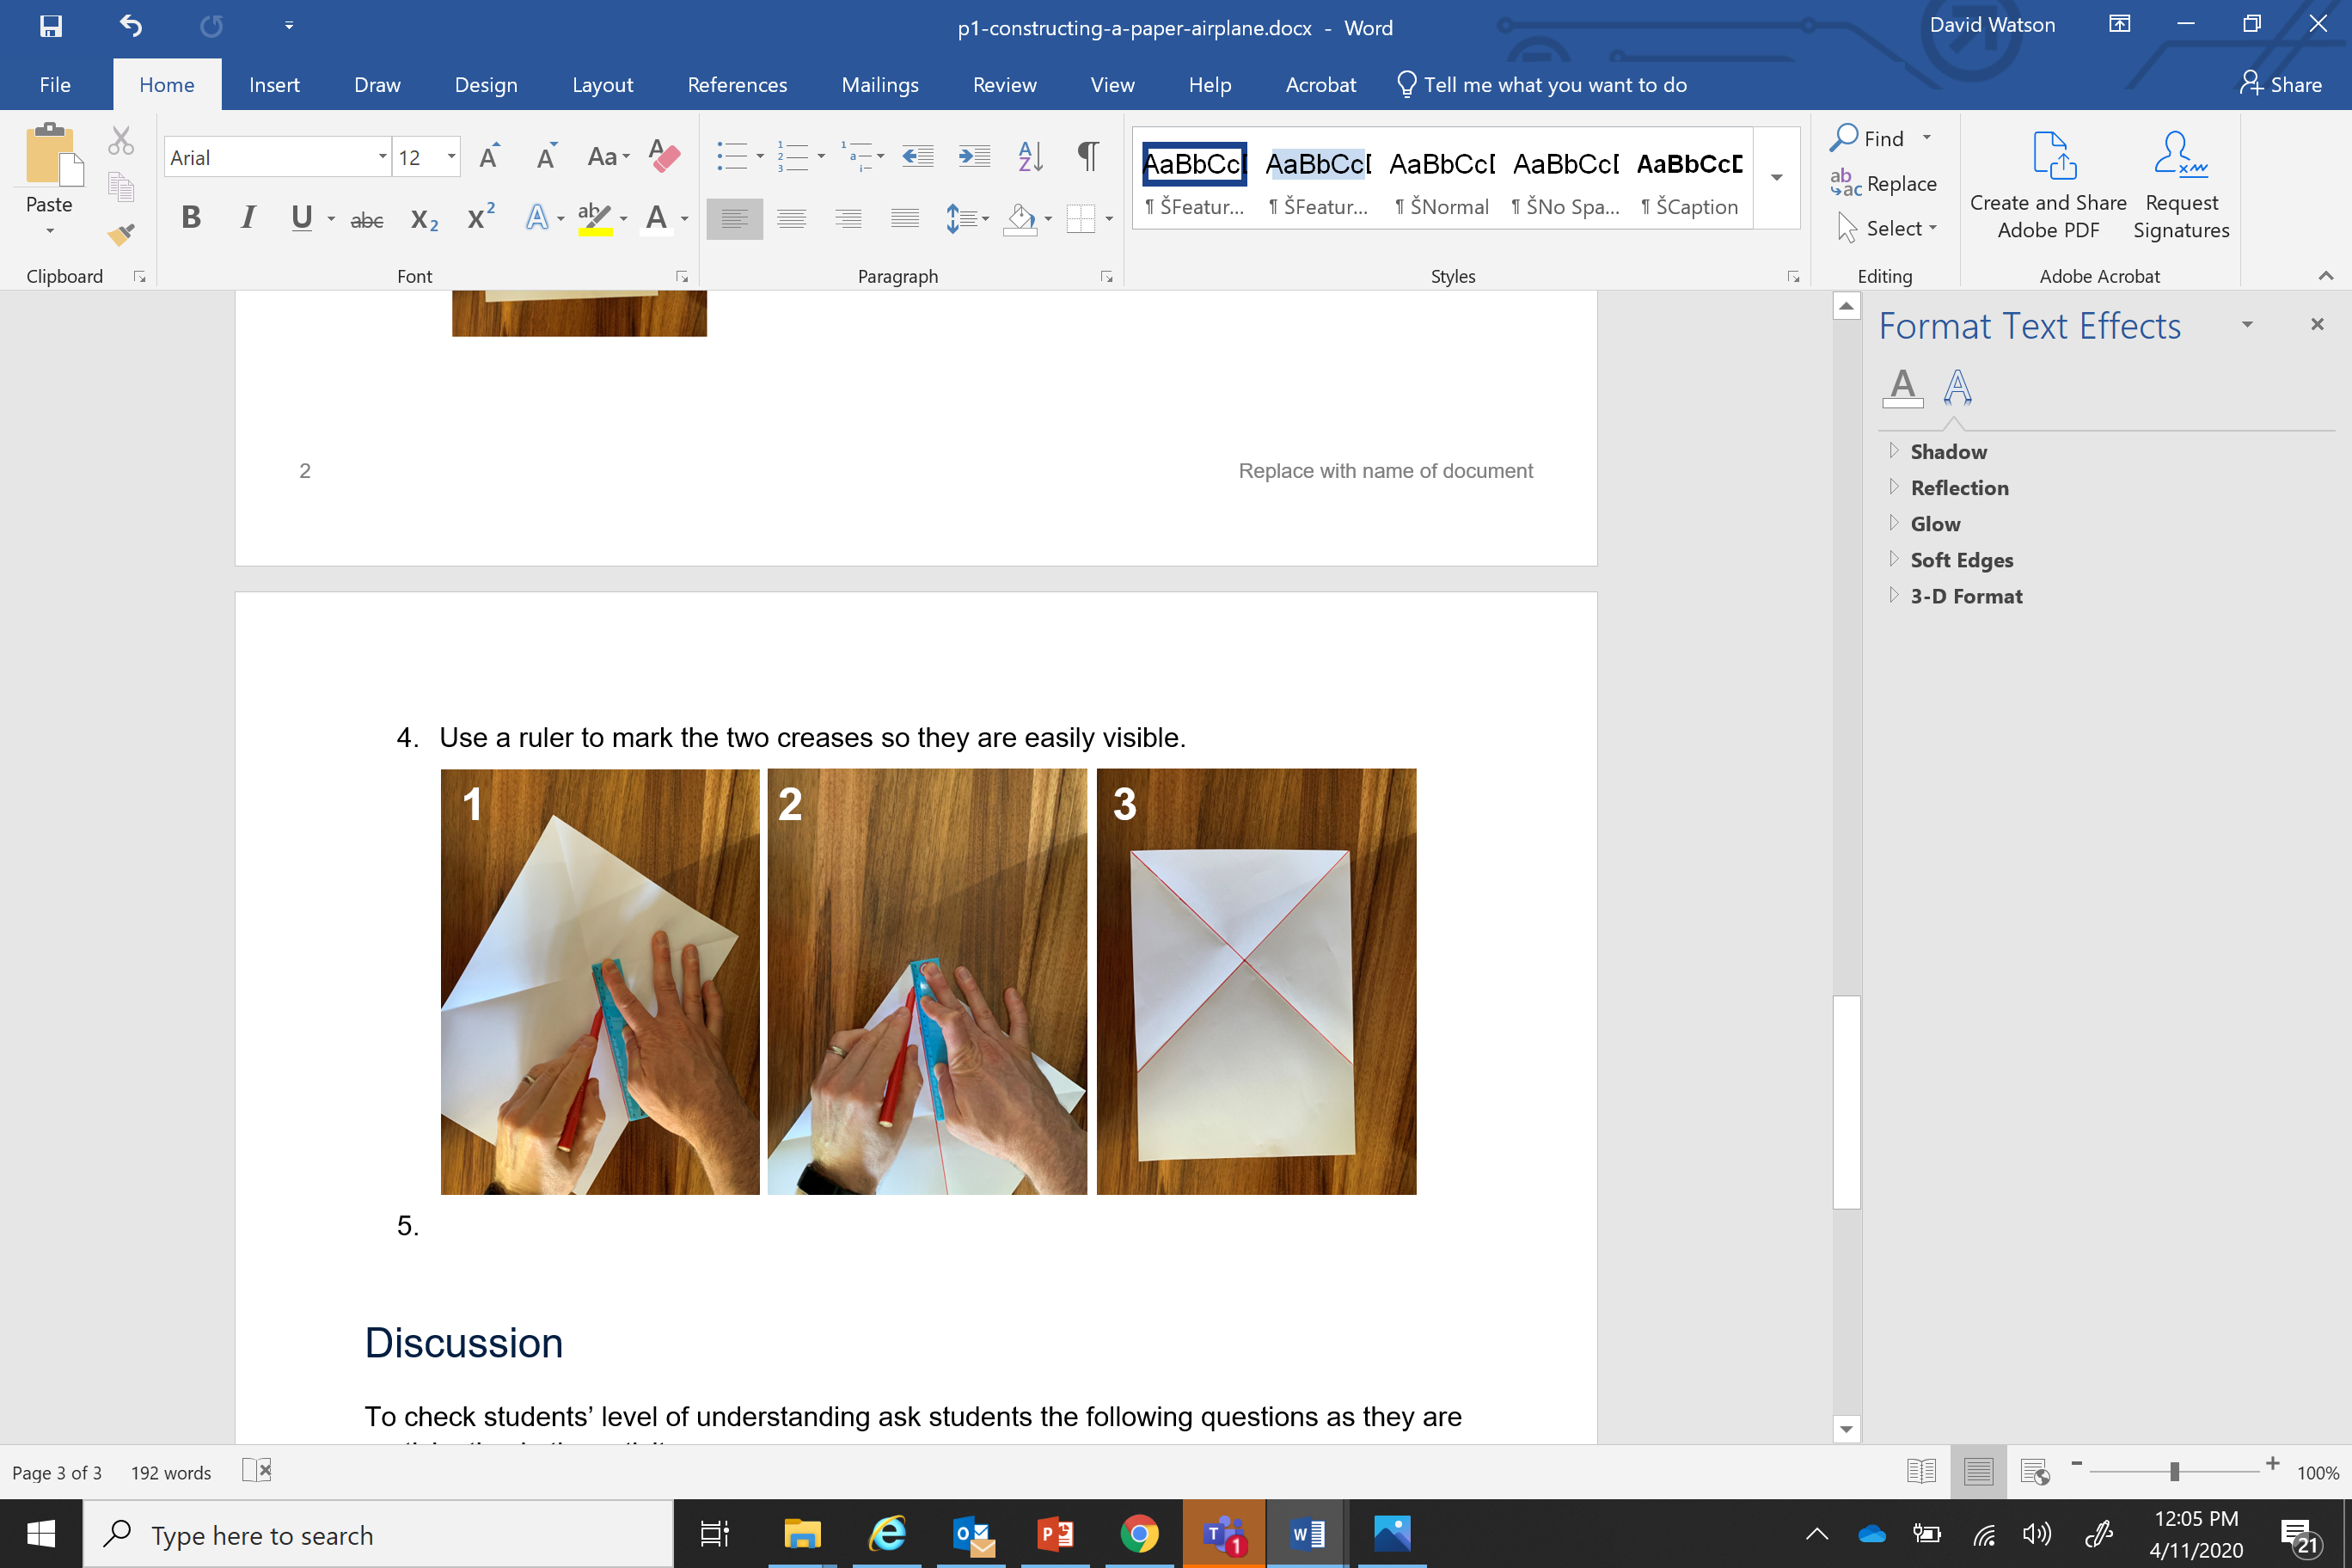 p1-constructing-a-paper-airplane.docx - Word
David Watson
File Home Insert Draw Design Layout References Mailings Review View Help Acrobat Tell me what you want to do Share
Paste
Clipboard
Arial 12
Font
Paragraph
AaBbCcI AaBbCcI AaBbCcI AaBbCcI AaBbCcD
¶ ŠFeatur... ¶ ŠFeatur... ¶ ŠNormal ¶ ŠNo Spa... ¶ ŠCaption
Styles
Find
Replace
Select
Editing
Create and Share
Adobe PDF
Request
Signatures
Adobe Acrobat
Format Text Effects
Shadow
Reflection
Glow
Soft Edges
3-D Format
2 Replace with name of document
4. Use a ruler to mark the two creases so they are easily visible.
1 2 3
5.
Discussion
To check students’ level of understanding ask students the following questions as they are
Page 3 of 3 192 words 100%
Type here to search
1
12:05 PM
4/11/2020
21